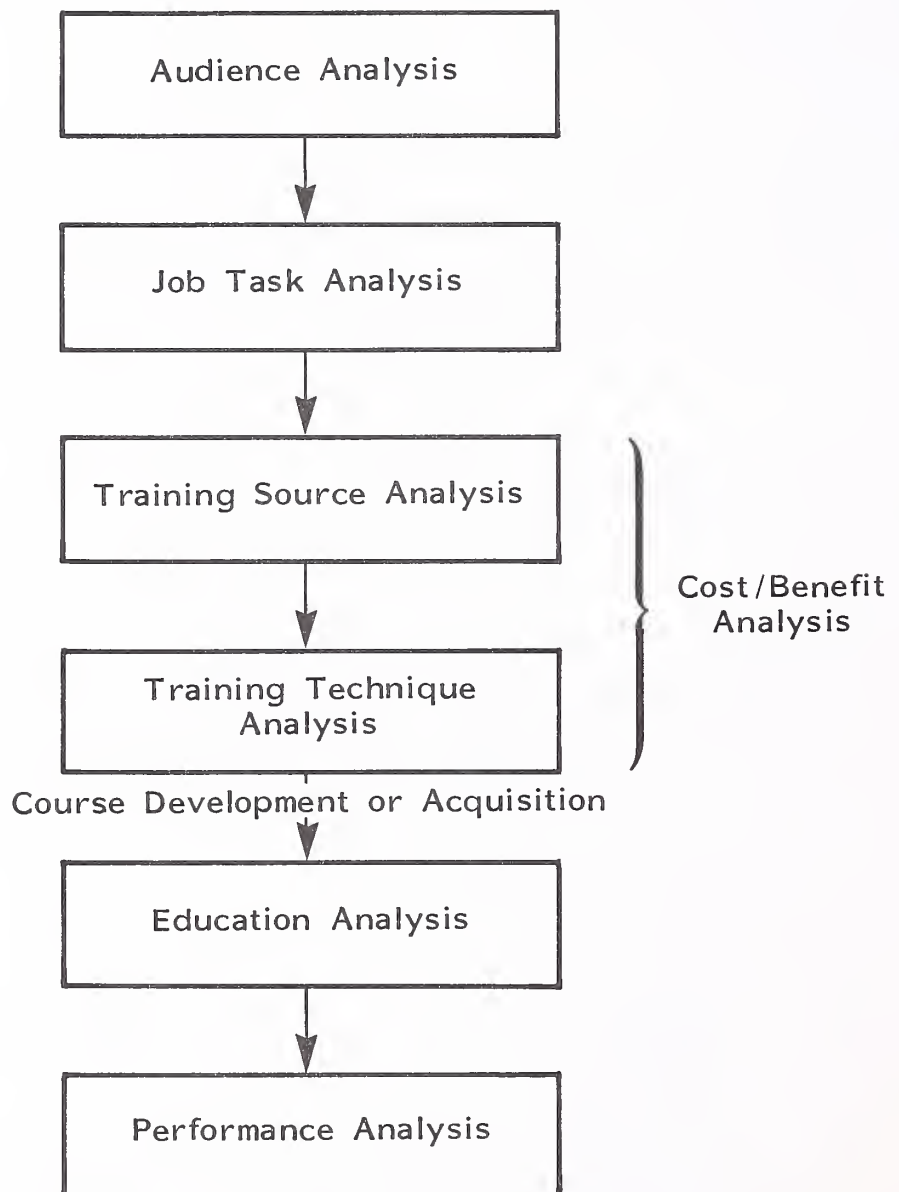 Audience Analysis
Job Task Analysis
Training Source Analysis
Cost/Benefit
Analysis
Training Technique
Analysis
Course Development or Acquisition
Education Analysis
Performance Analysis